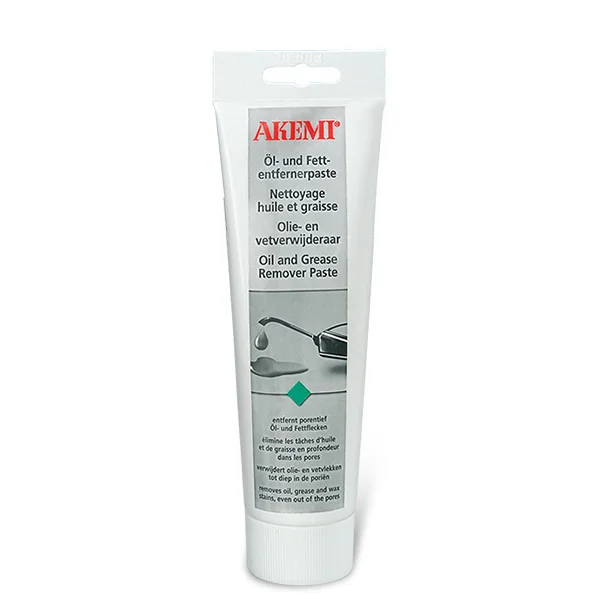 AKEMI®
Öl- und Fett-
entfernerpaste
Nettoyage
huile et graisse
Olie- en
vetverwijderaar
Oil and Grease
Remover Paste
entfernt porentief
Öl- und Fettflecken
élimine les tâches d'huile
et de graisse en profondeur
dans les pores
verwijdert olie- en vetvlekken
tot diep in de poriën
removes oil, grease and wax
stains, even out of the pores